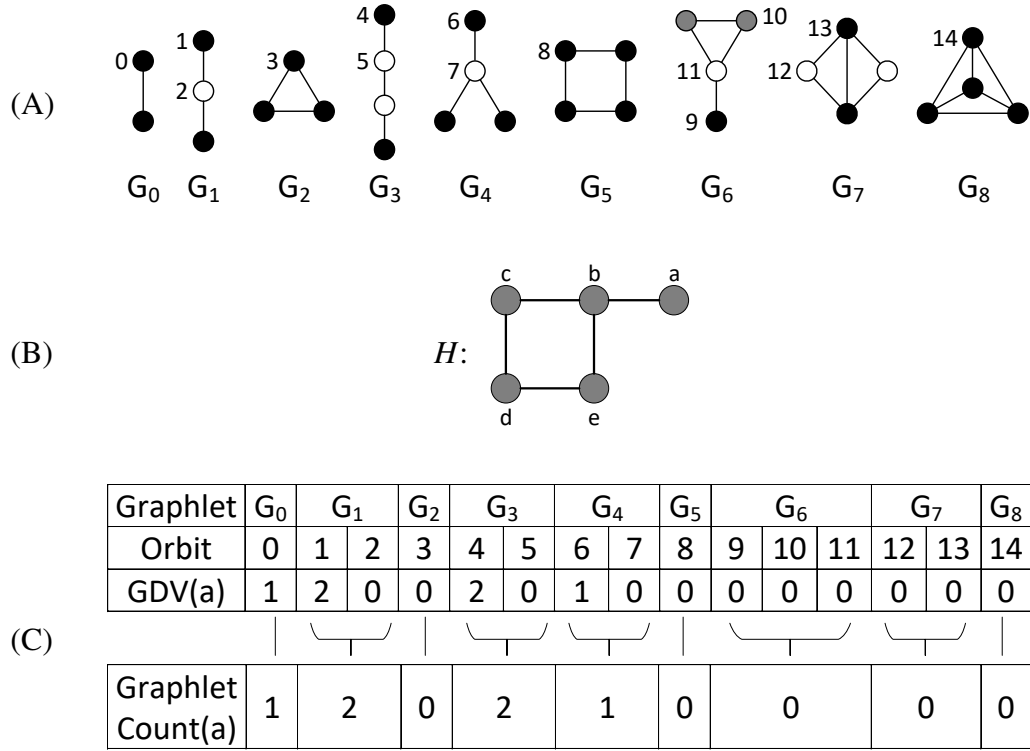 (A)
0 1 2 3 4 5 6 7 8 9 10 11 12 13 14
G₀ G₁ G₂ G₃ G₄ G₅ G₆ G₇ G₈
(B)
c b a
H:
d e
(C)
Graphlet G₀ G₁ G₂ G₃ G₄ G₅ G₆ G₇ G₈
Orbit 0 1 2 3 4 5 6 7 8 9 10 11 12 13 14
GDV(a) 1 2 0 0 2 0 1 0 0 0 0 0 0 0 0
Graphlet
Count(a) 1 2 0 2 1 0 0 0 0